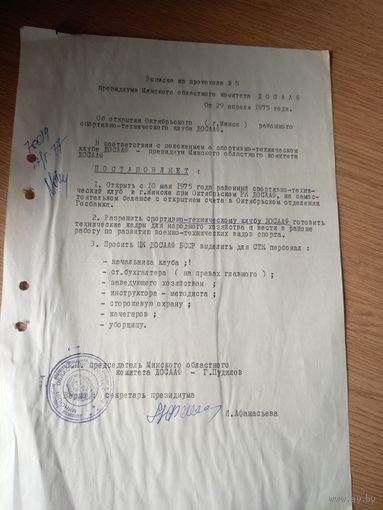 Выписка из протокола № 5
президиума Минского областного комитета ДОСААФ
От 29 апреля 1975 года.
Об открытии Октябрьского (г.Минск) районного
спортивно-технического клуба ДОСААФ.
В соответствии с положением о спортивно-техническом
клубе ДОСААФ - президиум Минского областного комитета
ДОСААФ
ПОСТАНОВЛЯЕТ:
1. Открыть с 10 мая 1975 года районный спортивно-техни-
ческий клуб в г.Минске при Октябрьском РК ДОСААФ, на само-
стоятельном балансе с открытием счета в Октябрьском отделении
Госбанка.
2. Разрешить спортивно-техническому клубу ДОСААФ готовить
технические кадры для народного хозяйства и вести в районе
работу по развитию военно-технических видов спорта.
3. Просить ЦК ДОСААФ БССР выделить для СТК персонал :
- начальника клуба ;!
- ст.бухгалтера ( на правах главного ) ;
- заведующего хозяйством ;
- инструктора - методиста ;
- сторожевую охрану ;
- качегаров ;
- уборщицу.
председатель Минского областного
комитета ДОСААФ - Г.Пудилов
Верно : секретарь президиума
И.Афанасьева
ay.by